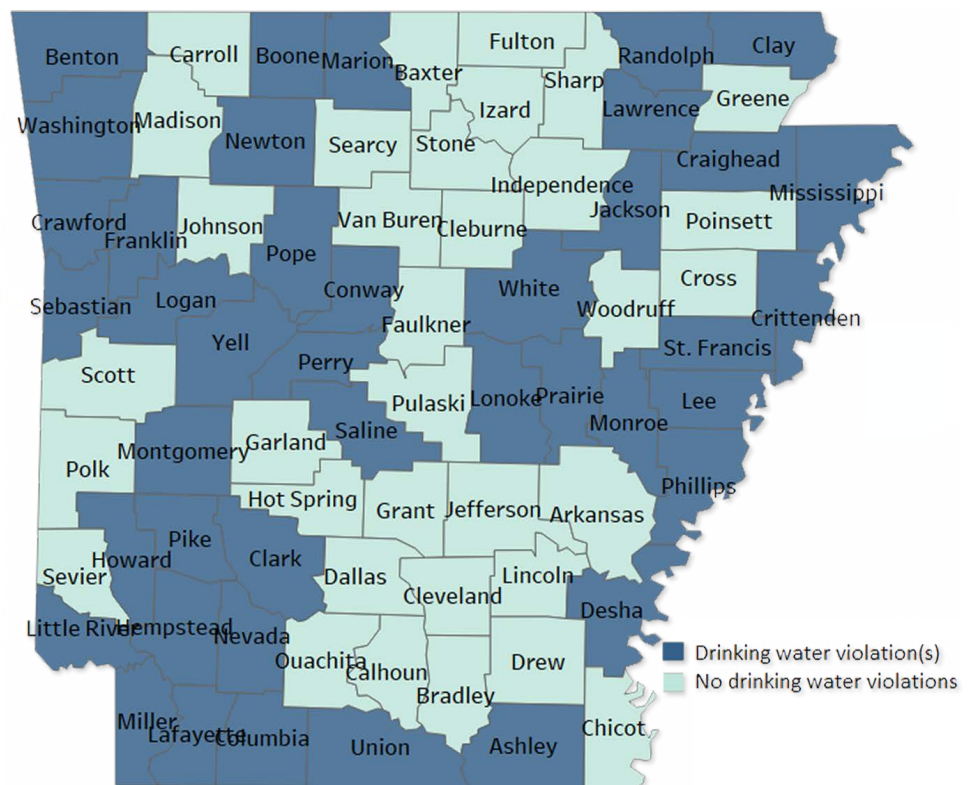 Benton
Carroll
Boone
Marion
Baxter
Fulton
Sharp
Randolph
Clay
Washington
Madison
Newton
Searcy
Stone
Izard
Lawrence
Greene
Craighead
Mississippi
Crawford
Franklin
Johnson
Pope
Van Buren
Cleburne
Independence
Jackson
Poinsett
Sebastian
Logan
Conway
Faulkner
White
Woodruff
Cross
Crittenden
Yell
Perry
St. Francis
Scott
Pulaski
Lonoke
Prairie
Monroe
Lee
Polk
Montgomery
Garland
Saline
Phillips
Hot Spring
Grant
Jefferson
Arkansas
Howard
Pike
Clark
Sevier
Dallas
Cleveland
Lincoln
Desha
Little River
Hempstead
Nevada
Ouachita
Calhoun
Bradley
Drew
Drinking water violation(s)
No drinking water violations
Miller
Lafayette
Columbia
Union
Ashley
Chicot